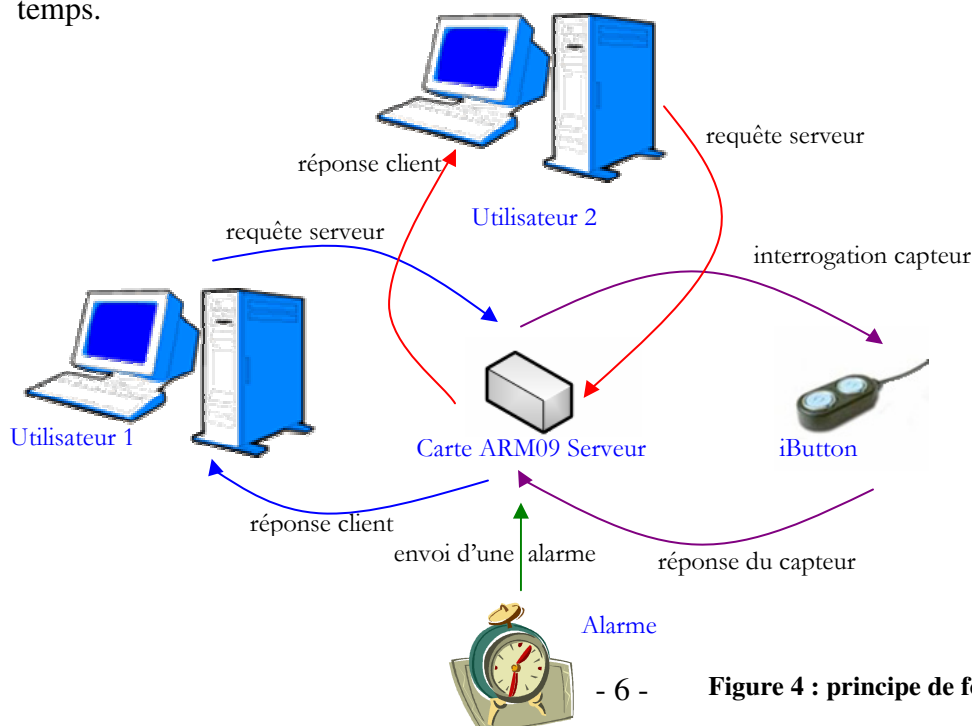 temps.
requête serveur
réponse client
Utilisateur 2
requête serveur
interrogation capteur
Utilisateur 1
Carte ARM09 Serveur
iButton
réponse client
envoi d'une alarme
réponse du capteur
Alarme
- 6 -
Figure 4 : principe de